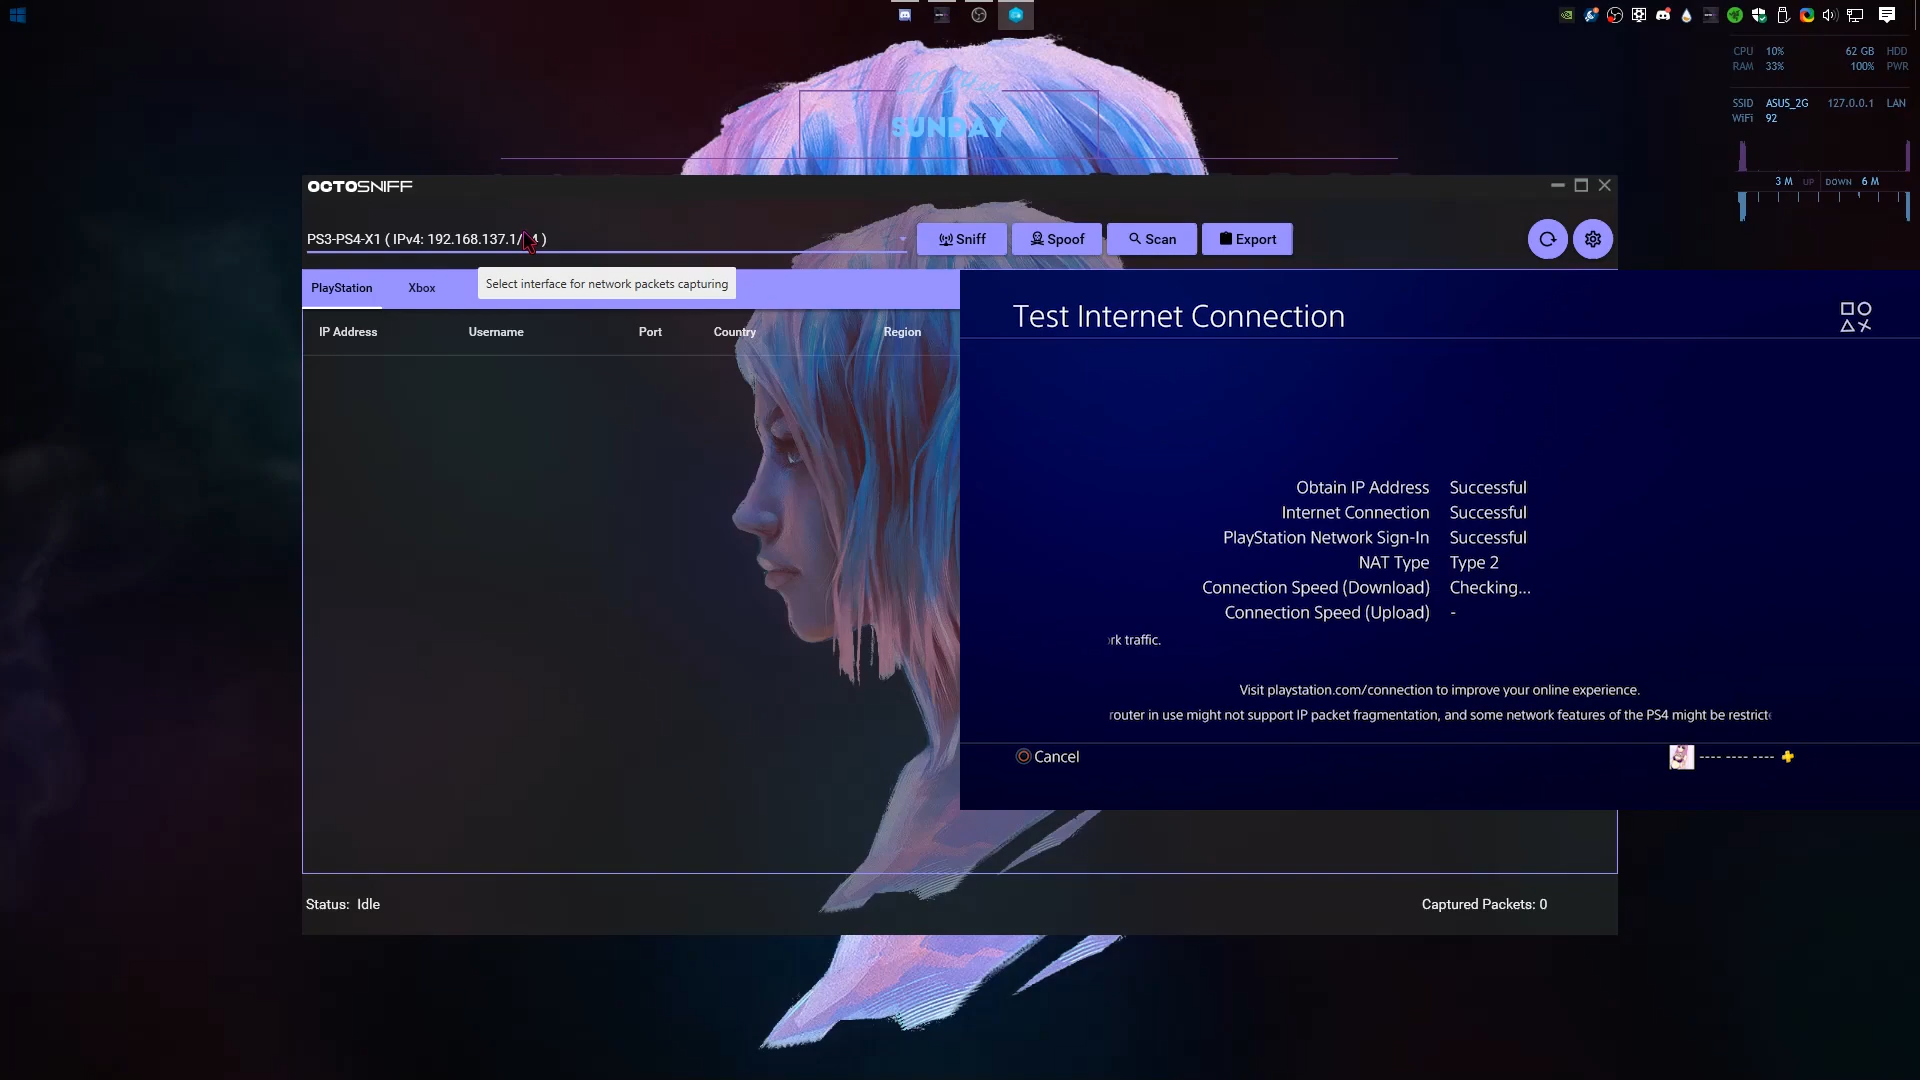 CPU 10% 62 GB HDD
RAM 33% 100% PWR
SSID ASUS_2G 127.0.0.1 LAN
WiFi 92
3 M UP DOWN 6 M
SUNDAY
OCTOSNIFF
PS3-PS4-X1 ( IPv4: 192.168.137.1/ 4 )
Sniff Spoof Scan Export
PlayStation Xbox
Select interface for network packets capturing
IP Address Username Port Country Region
Test Internet Connection
Obtain IP Address Successful
Internet Connection Successful
PlayStation Network Sign-In Successful
NAT Type Type 2
Connection Speed (Download) Checking...
Connection Speed (Upload) -
rk traffic.
Visit playstation.com/connection to improve your online experience.
router in use might not support IP packet fragmentation, and some network features of the PS4 might be restricte
Cancel
---- ---- ----
Status: Idle
Captured Packets: 0